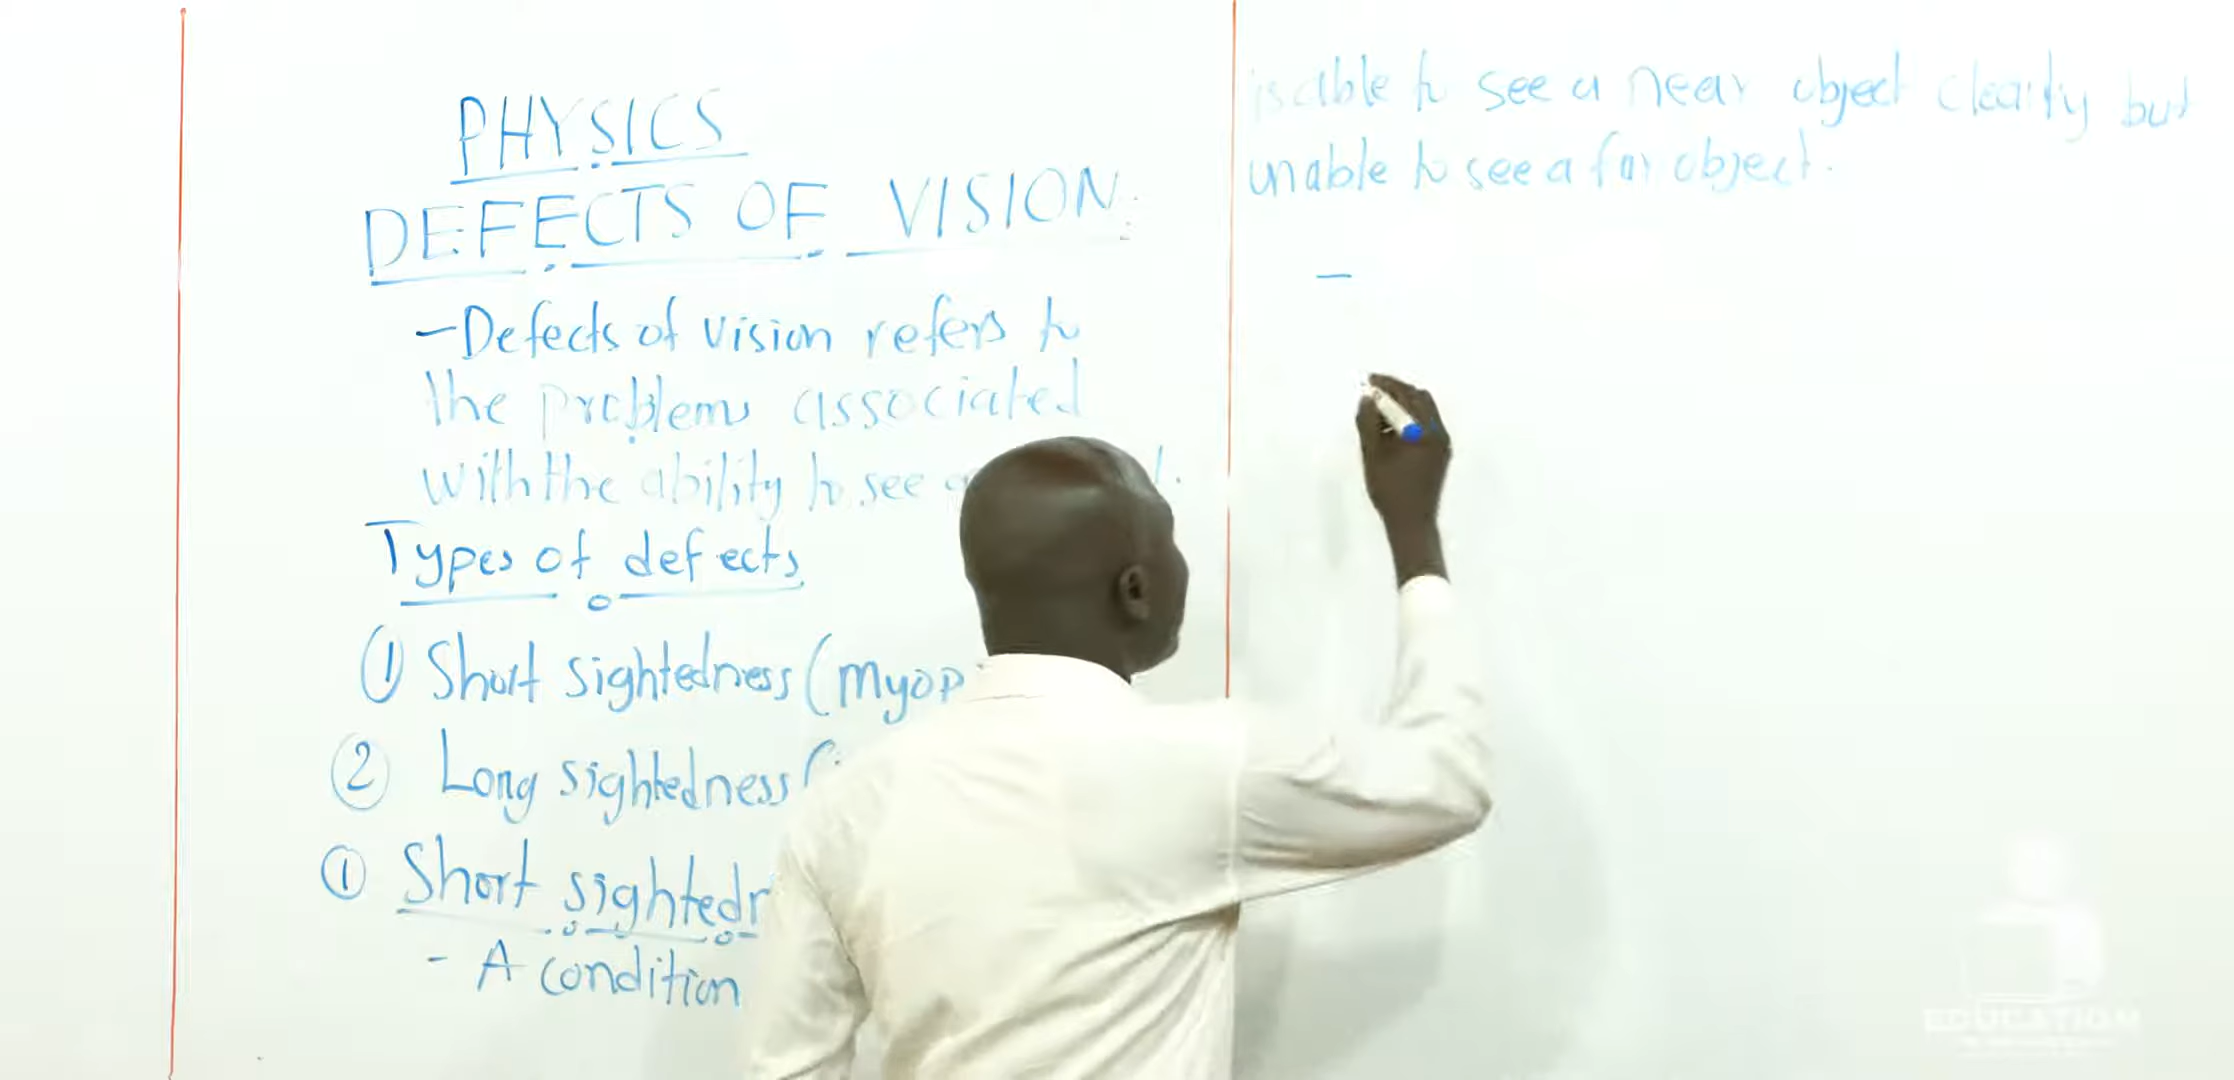 PHYSICS
DEFECTS OF VISION
- Defects of vision refers to
the problems associated
with the ability to see
Types of defects
① Short sightedness (myop
② Long sightedness (
① Short sighted
- A condition
is able to see a near object clearly but
unable to see a far object.
-
EDUCATION